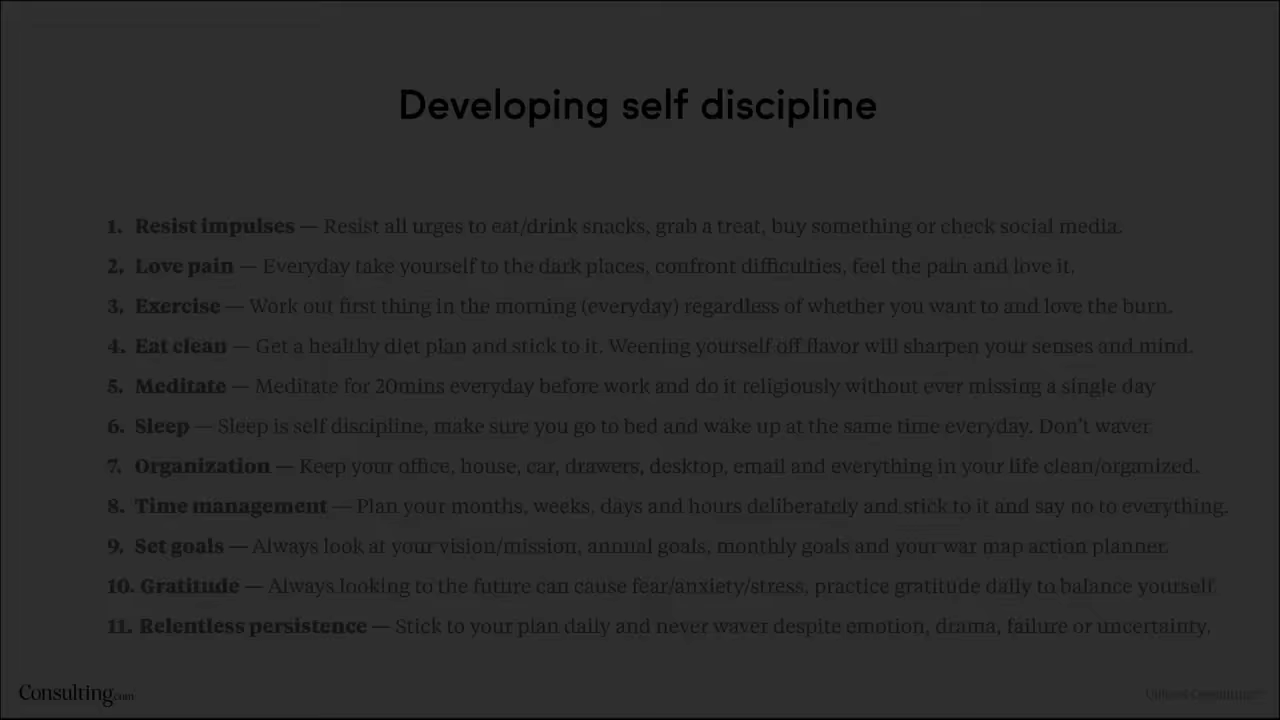 Developing self discipline
1. Resist impulses — Resist all urges to eat/drink snacks, grab a treat, buy something or check social media.
2. Love pain — Everyday take yourself to the dark places, confront difficulties, feel the pain and love it.
3. Exercise — Work out first thing in the morning (everyday) regardless of whether you want to and love the burn.
4. Eat clean — Get a healthy diet plan and stick to it. Weening yourself off flavor will sharpen your senses and mind.
5. Meditate — Meditate for 20mins everyday before work and do it religiously without ever missing a single day
6. Sleep — Sleep is self discipline, make sure you go to bed and wake up at the same time everyday. Don't waver.
7. Organization — Keep your office, house, car, drawers, desktop, email and everything in your life clean/organized.
8. Time management — Plan your months, weeks, days and hours deliberately and stick to it and say no to everything.
9. Set goals — Always look at your vision/mission, annual goals, monthly goals and your war map action planner.
10. Gratitude — Always looking to the future can cause fear/anxiety/stress, practice gratitude daily to balance yourself.
11. Relentless persistence — Stick to your plan daily and never waver despite emotion, drama, failure or uncertainty.
Consulting.com